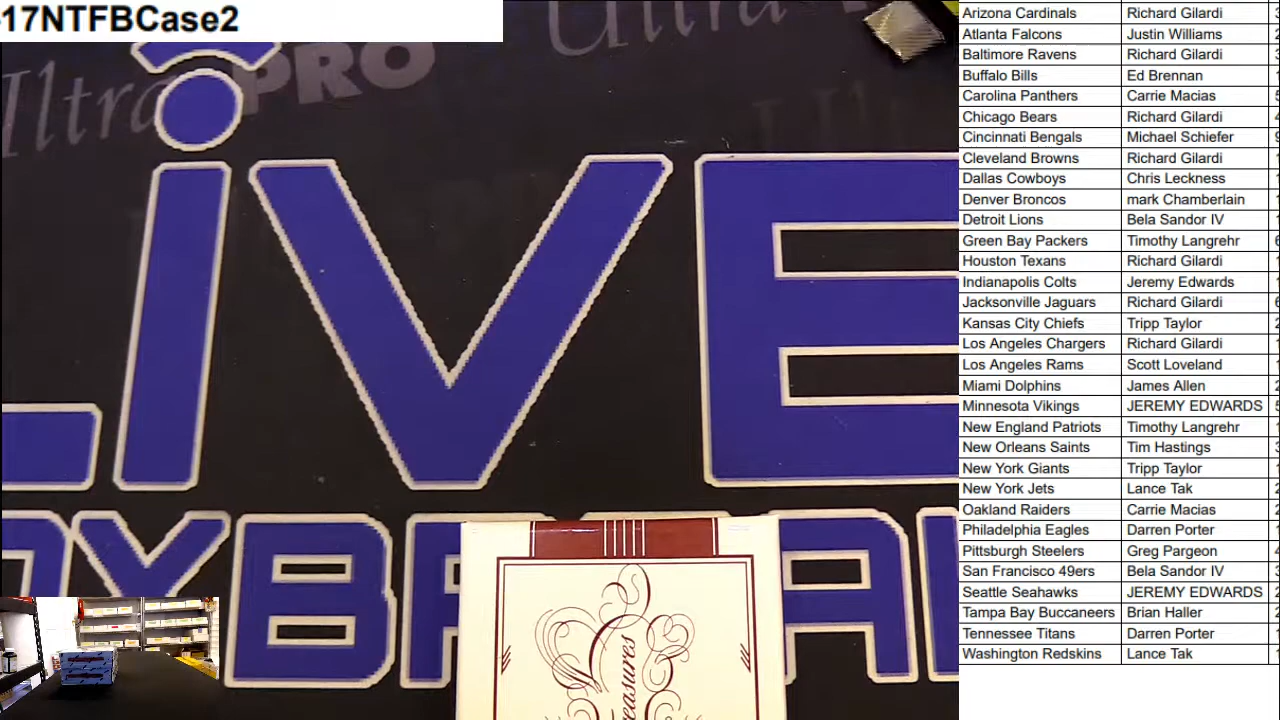 -17NTFBCase2
Ultra PRO
Ultra
LiVE
reasures
Arizona Cardinals Richard Gilardi
Atlanta Falcons Justin Williams
Baltimore Ravens Richard Gilardi
Buffalo Bills Ed Brennan
Carolina Panthers Carrie Macias
Chicago Bears Richard Gilardi
Cincinnati Bengals Michael Schiefer
Cleveland Browns Richard Gilardi
Dallas Cowboys Chris Leckness
Denver Broncos mark Chamberlain
Detroit Lions Bela Sandor IV
Green Bay Packers Timothy Langrehr
Houston Texans Richard Gilardi
Indianapolis Colts Jeremy Edwards
Jacksonville Jaguars Richard Gilardi
Kansas City Chiefs Tripp Taylor
Los Angeles Chargers Richard Gilardi
Los Angeles Rams Scott Loveland
Miami Dolphins James Allen
Minnesota Vikings JEREMY EDWARDS
New England Patriots Timothy Langrehr
New Orleans Saints Tim Hastings
New York Giants Tripp Taylor
New York Jets Lance Tak
Oakland Raiders Carrie Macias
Philadelphia Eagles Darren Porter
Pittsburgh Steelers Greg Pargeon
San Francisco 49ers Bela Sandor IV
Seattle Seahawks JEREMY EDWARDS
Tampa Bay Buccaneers Brian Haller
Tennessee Titans Darren Porter
Washington Redskins Lance Tak